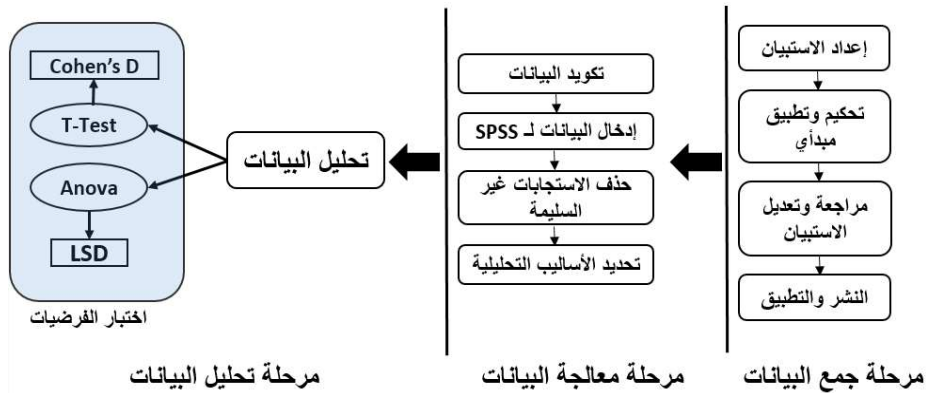 إعداد الاستبيان
تحكيم وتطبيق
مبدأي
مراجعة وتعديل
الاستبيان
النشر والتطبيق
مرحلة جمع البيانات
تكويد البيانات
إدخال البيانات لـ SPSS
حذف الاستجابات غير
السليمة
تحديد الأساليب التحليلية
مرحلة معالجة البيانات
تحليل البيانات
Cohen's D
T-Test
Anova
LSD
اختبار الفرضيات
مرحلة تحليل البيانات